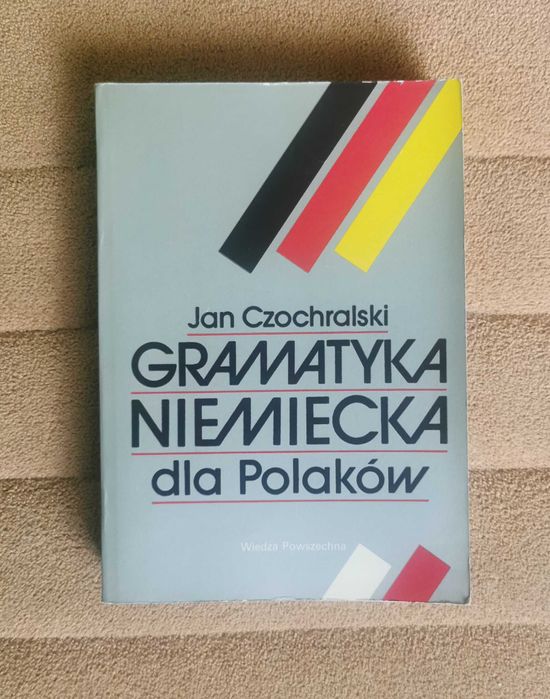 Jan Czochralski
GRAMATYKA
NIEMIECKA
dla Polaków
Wiedza Powszechna